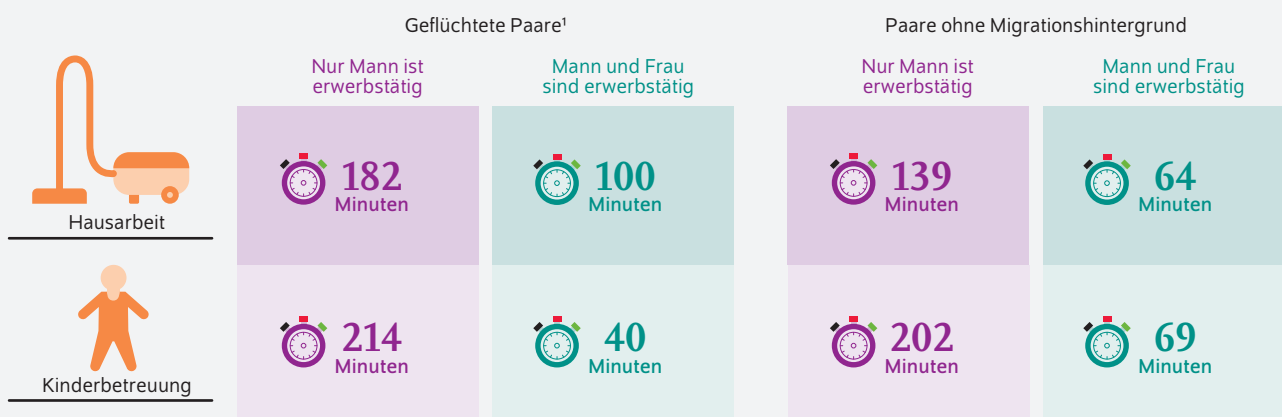 Geflüchtete Paare¹
Paare ohne Migrationshintergrund
Nur Mann ist
erwerbstätig
Mann und Frau
sind erwerbstätig
Nur Mann ist
erwerbstätig
Mann und Frau
sind erwerbstätig
Hausarbeit
182
Minuten
100
Minuten
139
Minuten
64
Minuten
Kinderbetreuung
214
Minuten
40
Minuten
202
Minuten
69
Minuten